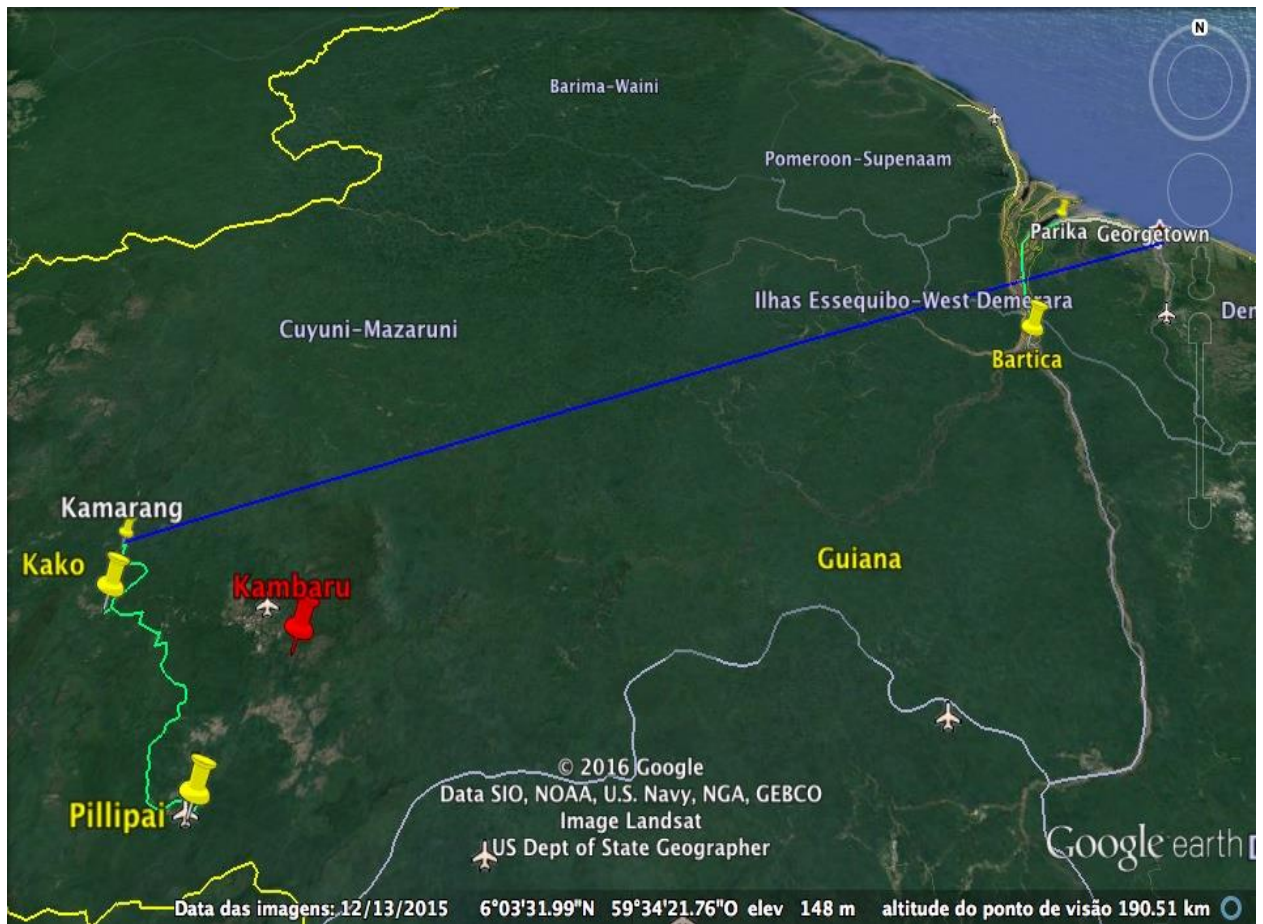 N
Barima-Waini
Pomeroon-Supenaam
Parika Georgetown
Ilhas Essequibo-West Demerara
Cuyuni-Mazaruni
Bartica
Kamarang
Kako
Guiana
Kambaru
© 2016 Google
Data SIO, NOAA, U.S. Navy, NGA, GEBCO
Image Landsat
US Dept of State Geographer
Pillipai
Google earth
Data das imagens: 12/13/2015 6°03'31.99"N 59°34'21.76"O elev 148 m altitude do ponto de visão 190.51 km